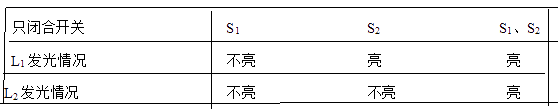 只闭合开关 S₁ S₂ S₁、S₂
L₁发光情况 不亮 亮 亮
L₂发光情况 不亮 不亮 亮